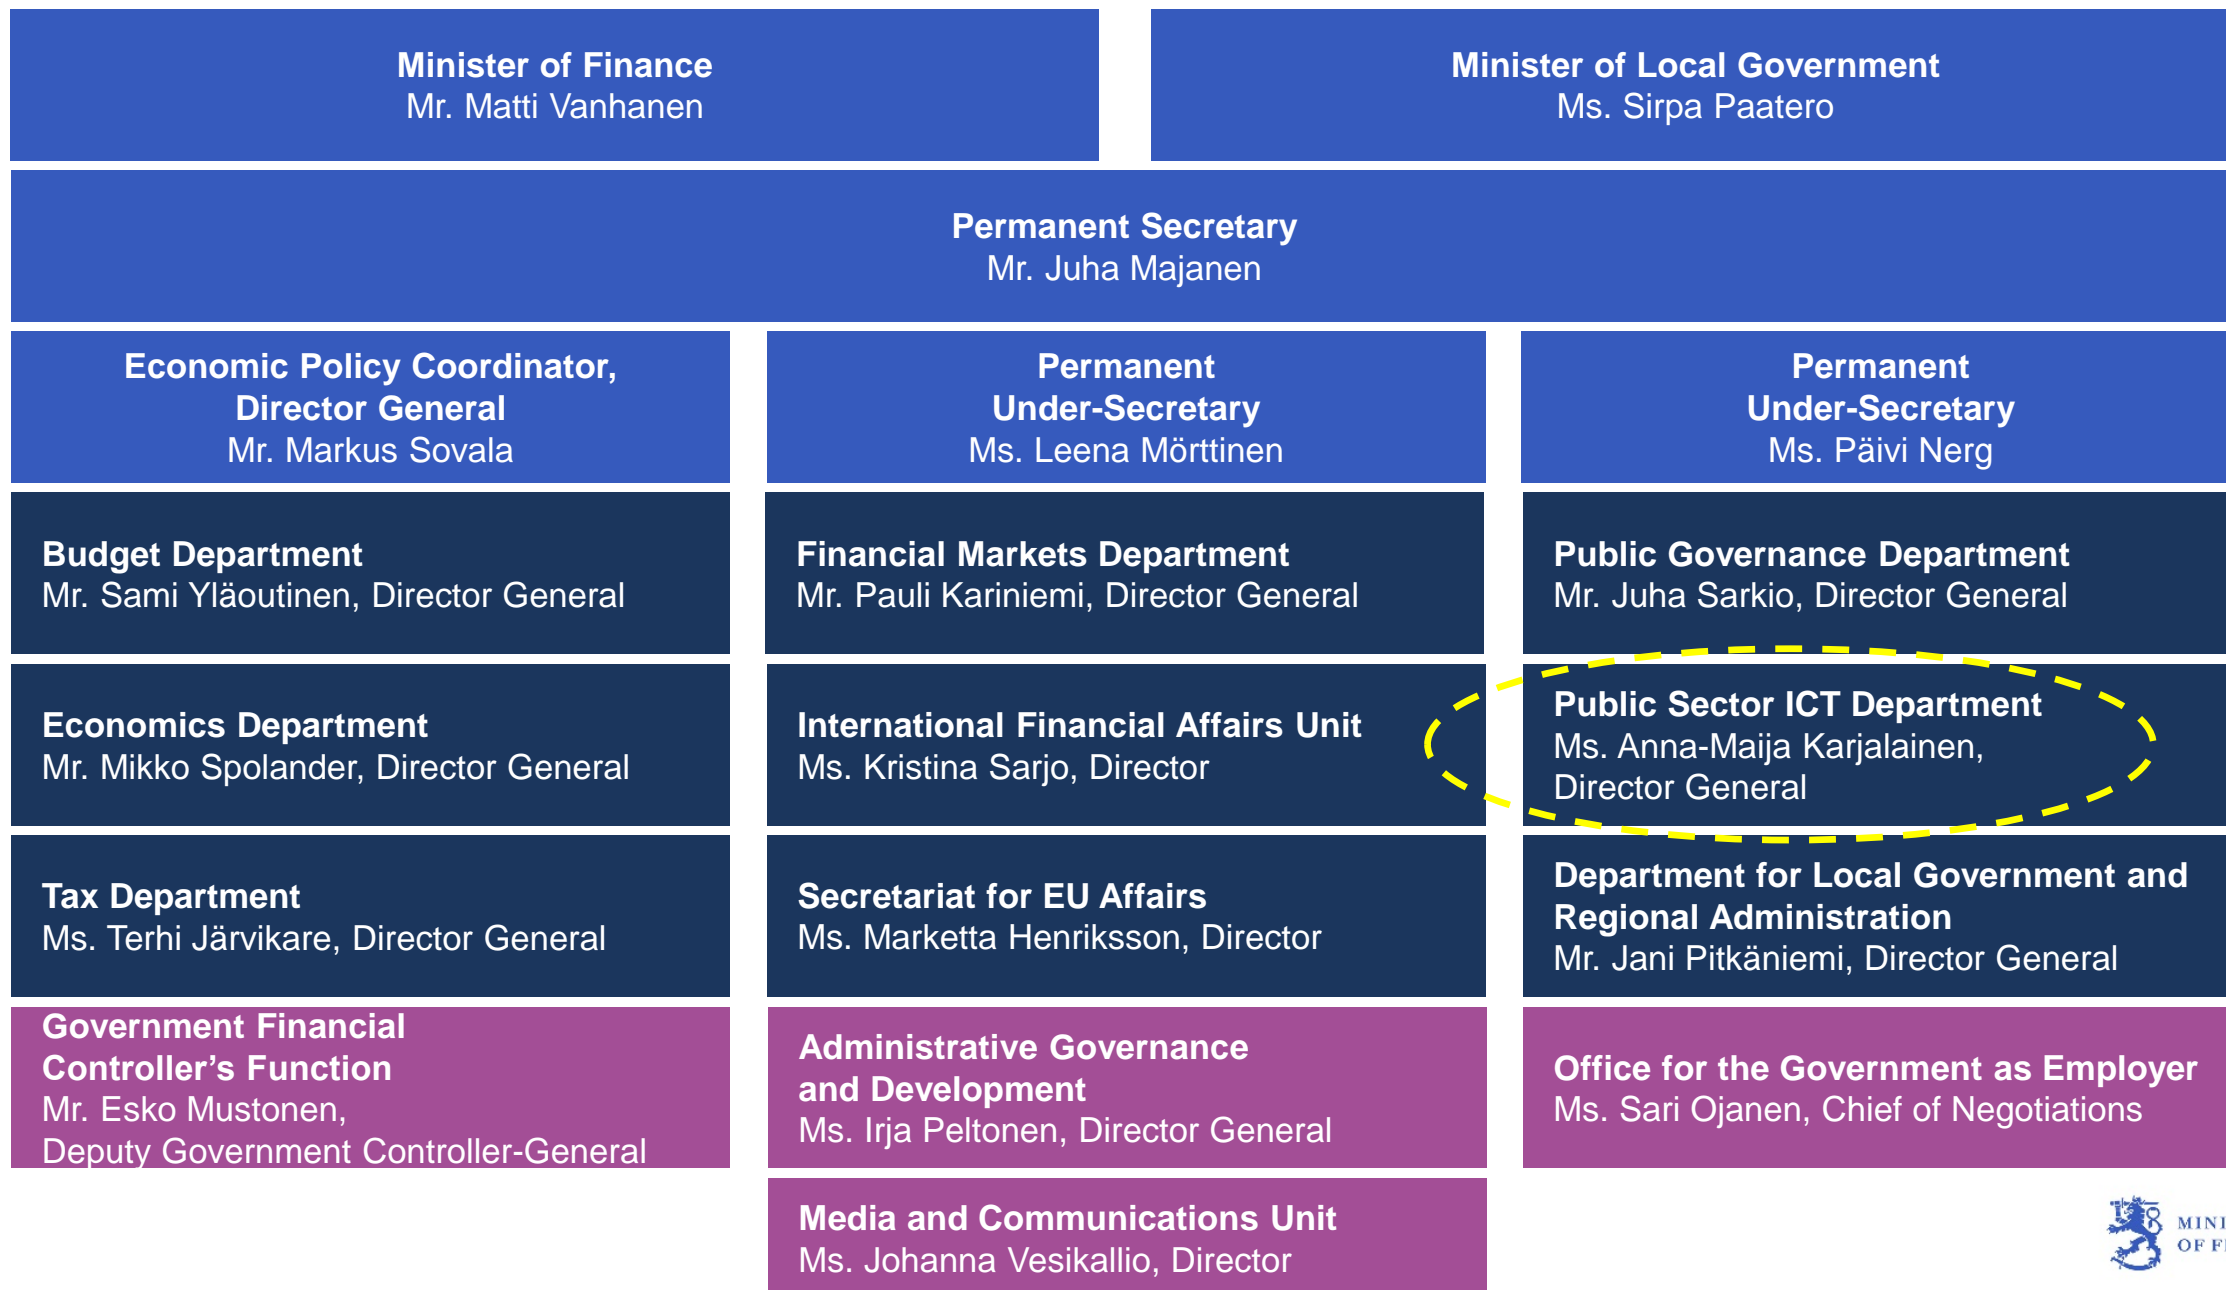 Minister of Finance
Mr. Matti Vanhanen
Minister of Local Government
Ms. Sirpa Paatero
Permanent Secretary
Mr. Juha Majanen
Economic Policy Coordinator,
Director General
Mr. Markus Sovala
Permanent
Under-Secretary
Ms. Leena Mörttinen
Permanent
Under-Secretary
Ms. Päivi Nerg
Budget Department
Mr. Sami Yläoutinen, Director General
Financial Markets Department
Mr. Pauli Kariniemi, Director General
Public Governance Department
Mr. Juha Sarkio, Director General
Economics Department
Mr. Mikko Spolander, Director General
International Financial Affairs Unit
Ms. Kristina Sarjo, Director
Public Sector ICT Department
Ms. Anna-Maija Karjalainen,
Director General
Tax Department
Ms. Terhi Järvikare, Director General
Secretariat for EU Affairs
Ms. Marketta Henriksson, Director
Department for Local Government and
Regional Administration
Mr. Jani Pitkäniemi, Director General
Government Financial
Controller’s Function
Mr. Esko Mustonen,
Deputy Government Controller-General
Administrative Governance
and Development
Ms. Irja Peltonen, Director General
Office for the Government as Employer
Ms. Sari Ojanen, Chief of Negotiations
Media and Communications Unit
Ms. Johanna Vesikallio, Director
OF